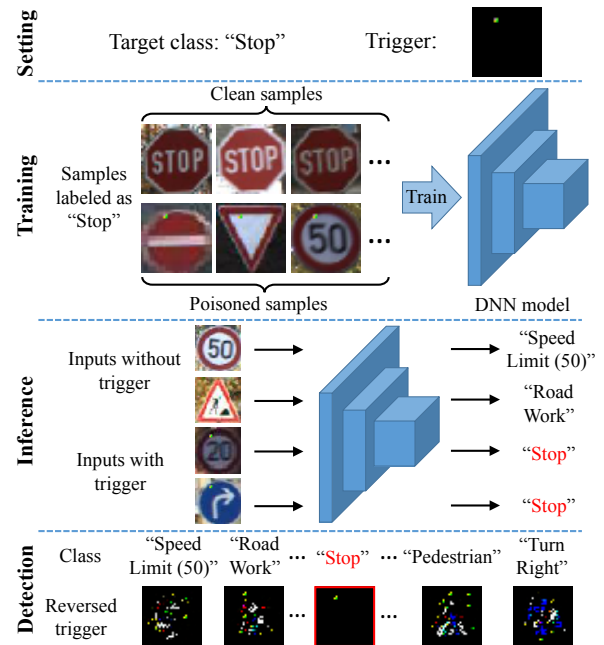 Setting
Target class: “Stop”
Trigger:
Training
Clean samples
Samples
labeled as
“Stop”
STOP
STOP
STOP
...
50
...
Poisoned samples
Train
DNN model
Inference
Inputs without
trigger
50
“Speed
Limit (50)”
“Road
Work”
Inputs with
trigger
20
“Stop”
“Stop”
Detection
Class
“Speed
Limit (50)”
“Road
Work”
...
“Stop”
...
“Pedestrian”
“Turn
Right”
Reversed
trigger
...
...